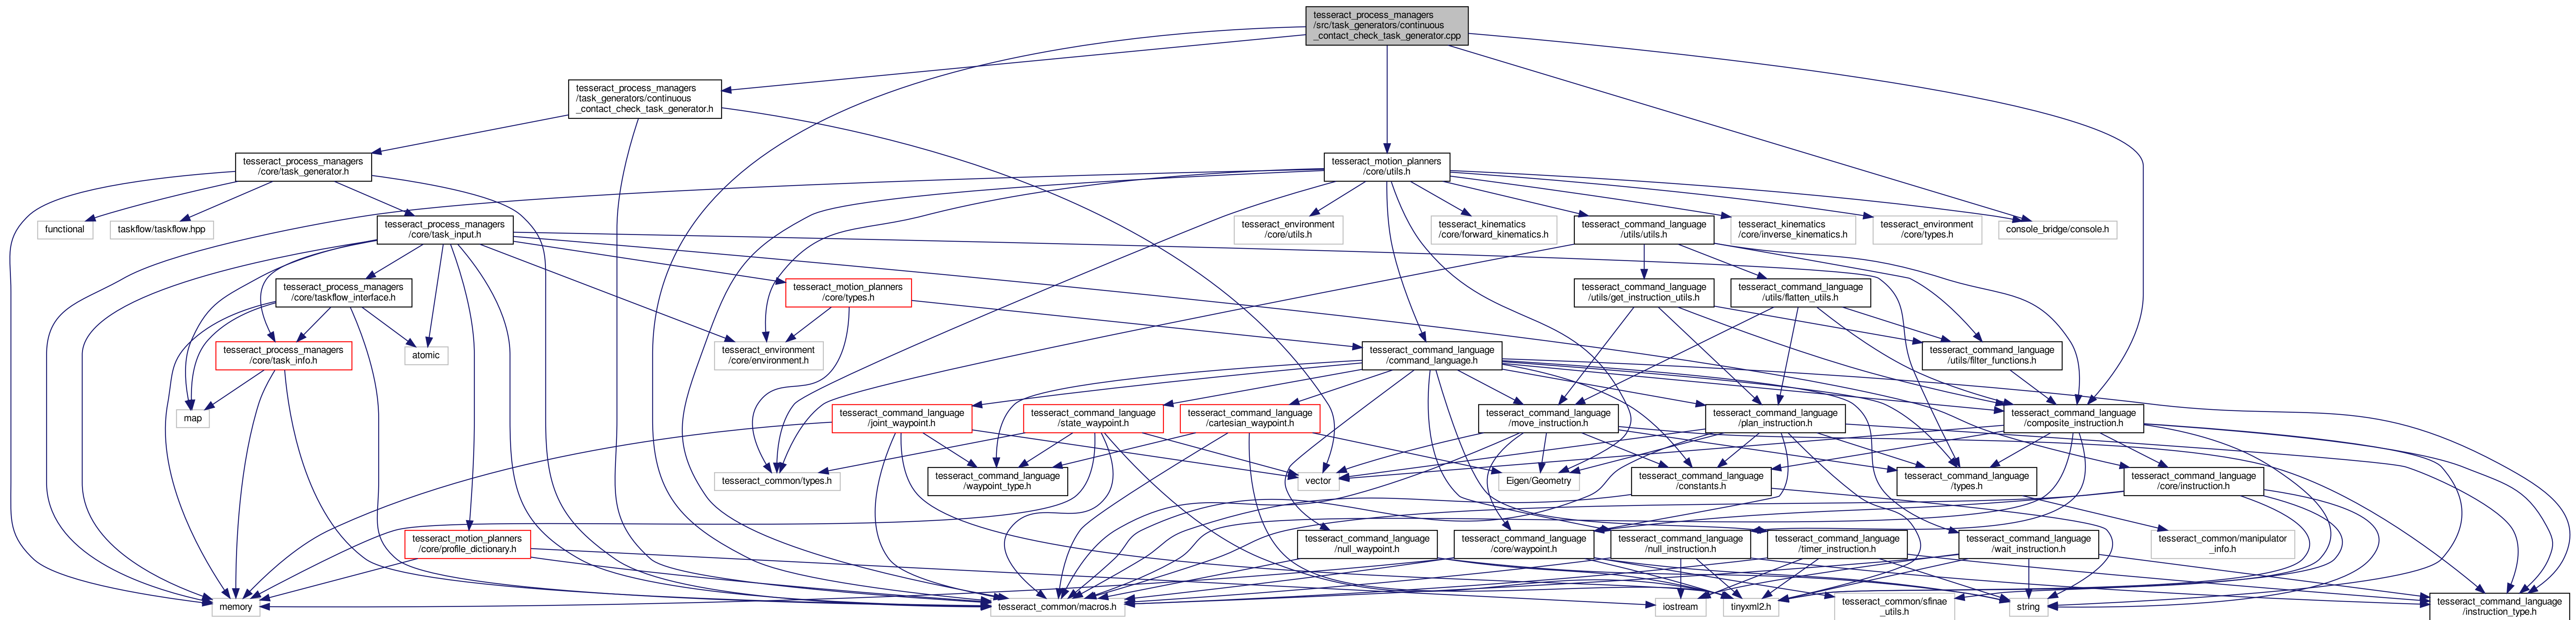 tesseract_process_managers
/src/task_generators/continuous
_contact_check_task_generator.cpp
tesseract_process_managers
/task_generators/continuous
_contact_check_task_generator.h
tesseract_process_managers
/core/task_generator.h
tesseract_motion_planners
/core/utils.h
functional
taskflow/taskflow.hpp
tesseract_process_managers
/core/task_input.h
tesseract_environment
/core/utils.h
tesseract_kinematics
/core/forward_kinematics.h
tesseract_command_language
/utils/utils.h
tesseract_kinematics
/core/inverse_kinematics.h
tesseract_environment
/core/types.h
console_bridge/console.h
tesseract_process_managers
/core/taskflow_interface.h
tesseract_motion_planners
/core/types.h
tesseract_command_language
/utils/get_instruction_utils.h
tesseract_command_language
/utils/flatten_utils.h
tesseract_process_managers
/core/task_info.h
atomic
tesseract_environment
/core/environment.h
tesseract_command_language
/command_language.h
tesseract_command_language
/utils/filter_functions.h
map
tesseract_command_language
/joint_waypoint.h
tesseract_command_language
/state_waypoint.h
tesseract_command_language
/cartesian_waypoint.h
tesseract_command_language
/move_instruction.h
tesseract_command_language
/plan_instruction.h
tesseract_command_language
/composite_instruction.h
tesseract_common/types.h
tesseract_command_language
/waypoint_type.h
vector
Eigen/Geometry
tesseract_command_language
/constants.h
tesseract_command_language
/types.h
tesseract_command_language
/core/instruction.h
tesseract_motion_planners
/core/profile_dictionary.h
tesseract_command_language
/null_waypoint.h
tesseract_command_language
/core/waypoint.h
tesseract_command_language
/null_instruction.h
tesseract_command_language
/timer_instruction.h
tesseract_command_language
/wait_instruction.h
tesseract_common/manipulator
_info.h
memory
tesseract_common/macros.h
iostream
tinyxml2.h
tesseract_common/sfinae
_utils.h
string
tesseract_command_language
/instruction_type.h